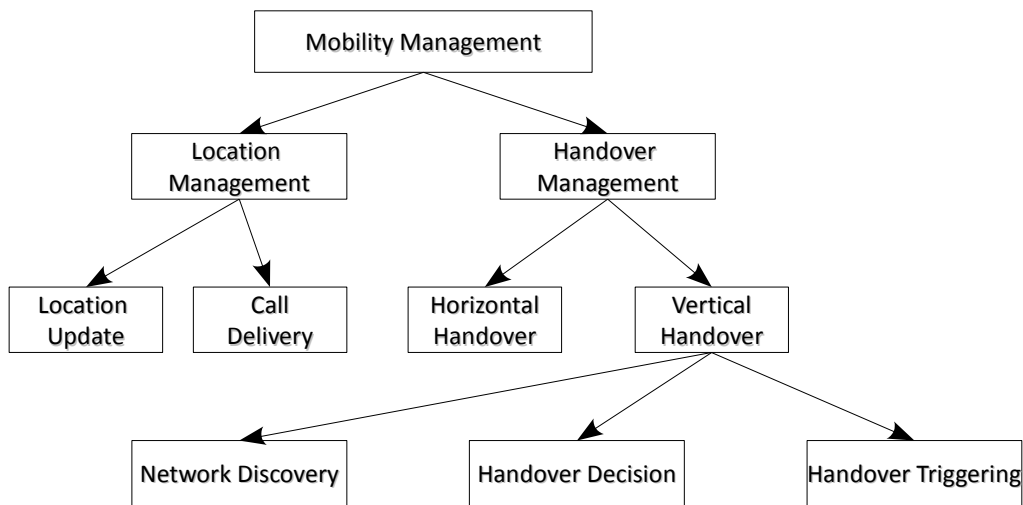 Mobility Management
Location
Management
Handover
Management
Location
Update
Call
Delivery
Horizontal
Handover
Vertical
Handover
Network Discovery
Handover Decision
Handover Triggering